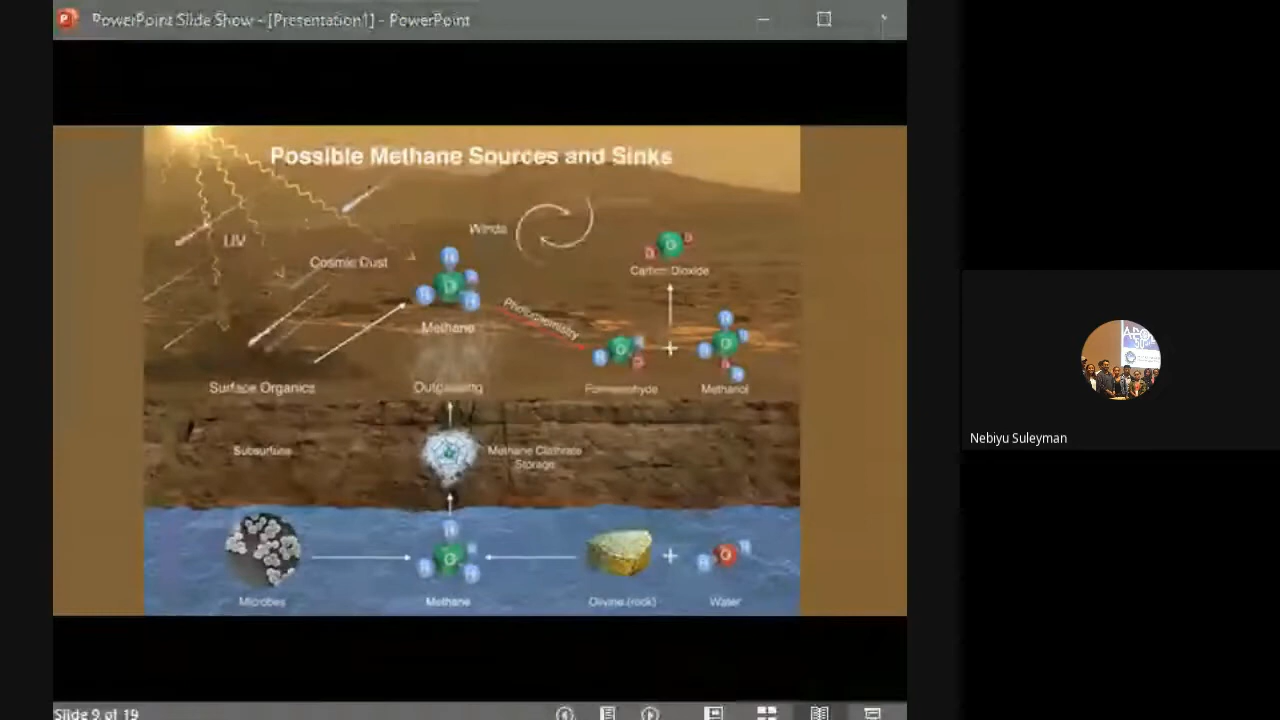 PowerPoint Slide Show - [Presentation1] - PowerPoint
Possible Methane Sources and Sinks
Winds
UV
Cosmic Dust
Carbon Dioxide
Photochemistry
Methane
Surface Organics
Outgassing
Formaldehyde
Methanol
Subsurface
Methane Clathrate
Storage
Microbes
Methane
Olivine (rock)
Water
Nebiyu Suleyman
Slide 9 of 19